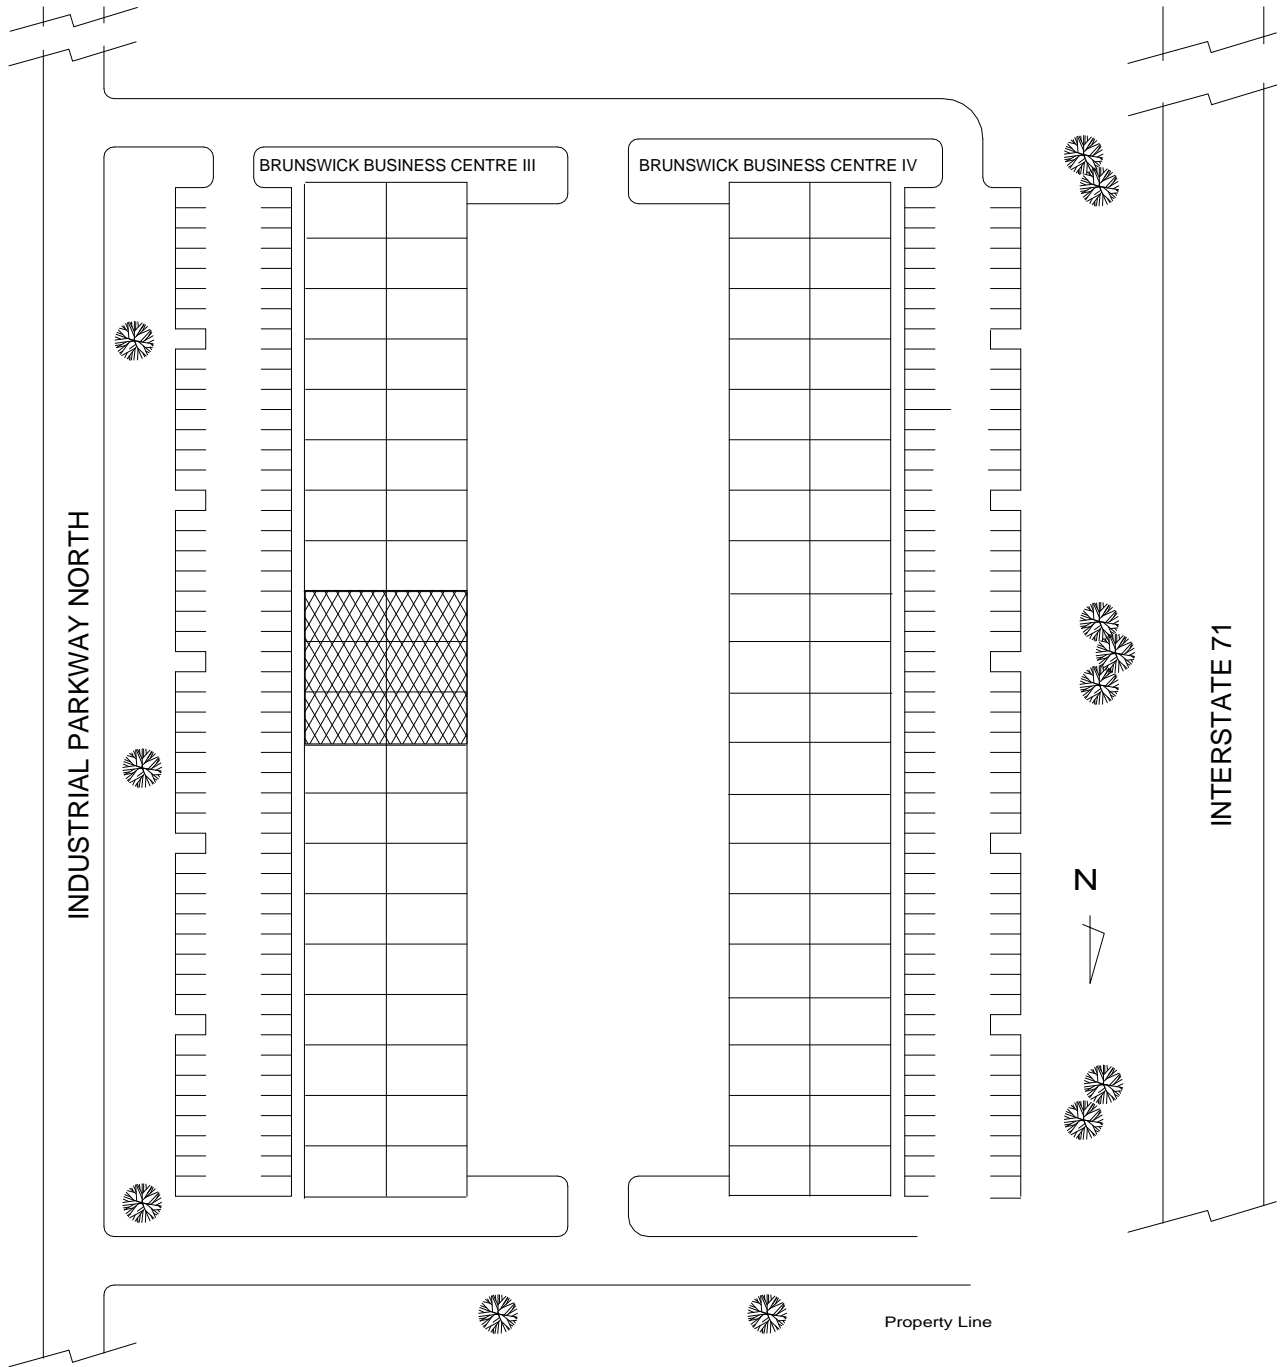 BRUNSWICK BUSINESS CENTRE III
BRUNSWICK BUSINESS CENTRE IV
INDUSTRIAL PARKWAY NORTH
INTERSTATE 71
N
Property Line